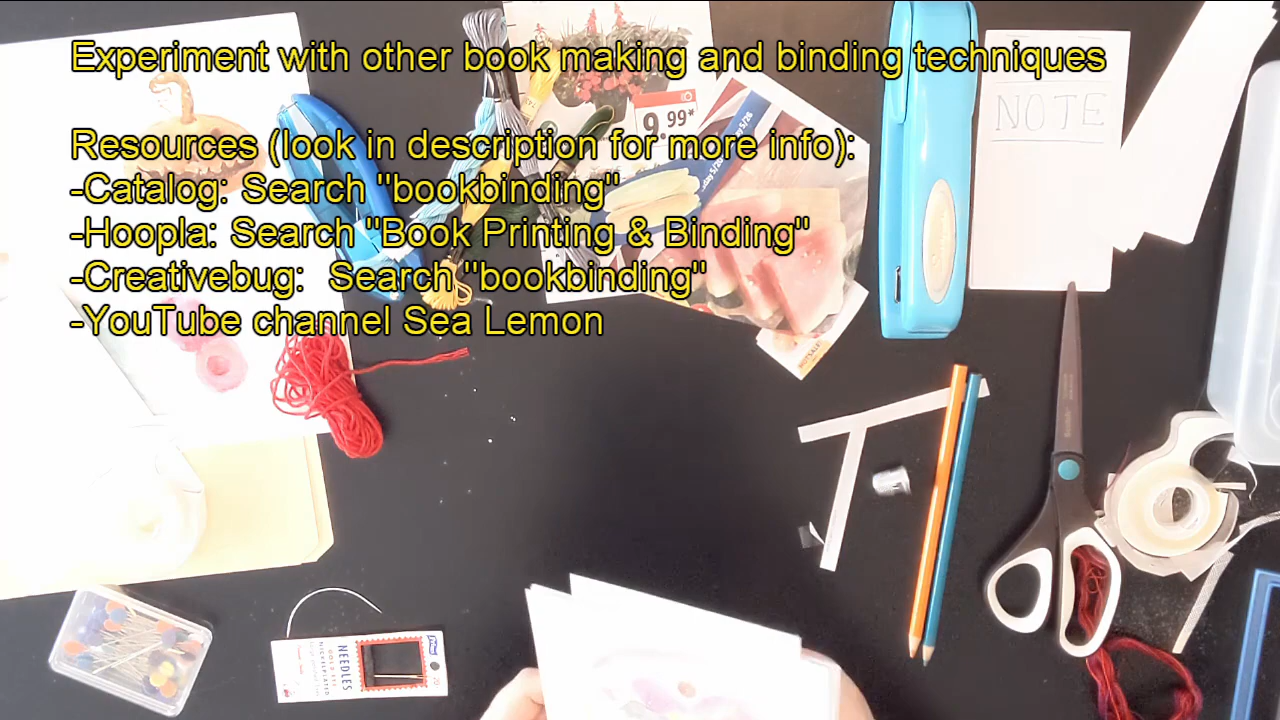 Experiment with other book making and binding techniques
Resources (look in description for more info):
-Catalog: Search "bookbinding"
-Hoopla: Search "Book Printing & Binding"
-Creativebug:  Search "bookbinding"
-YouTube channel Sea Lemon
NOTE
9.99*
NEEDLES